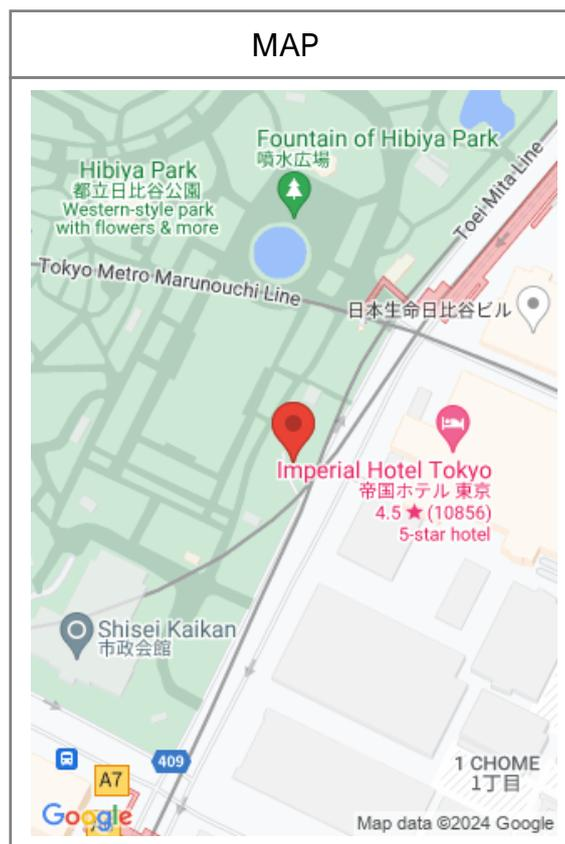 MAP
Fountain of Hibiya Park
噴水広場
Hibiya Park
都立日比谷公園
Western-style park
with flowers & more
Toei Mita Line
Tokyo Metro Marunouchi Line
日本生命日比谷ビル
Imperial Hotel Tokyo
帝国ホテル 東京
4.5 ★ (10856)
5-star hotel
Shisei Kaikan
市政会館
409
1 CHOME
1丁目
A7
Google
Map data ©2024 Google